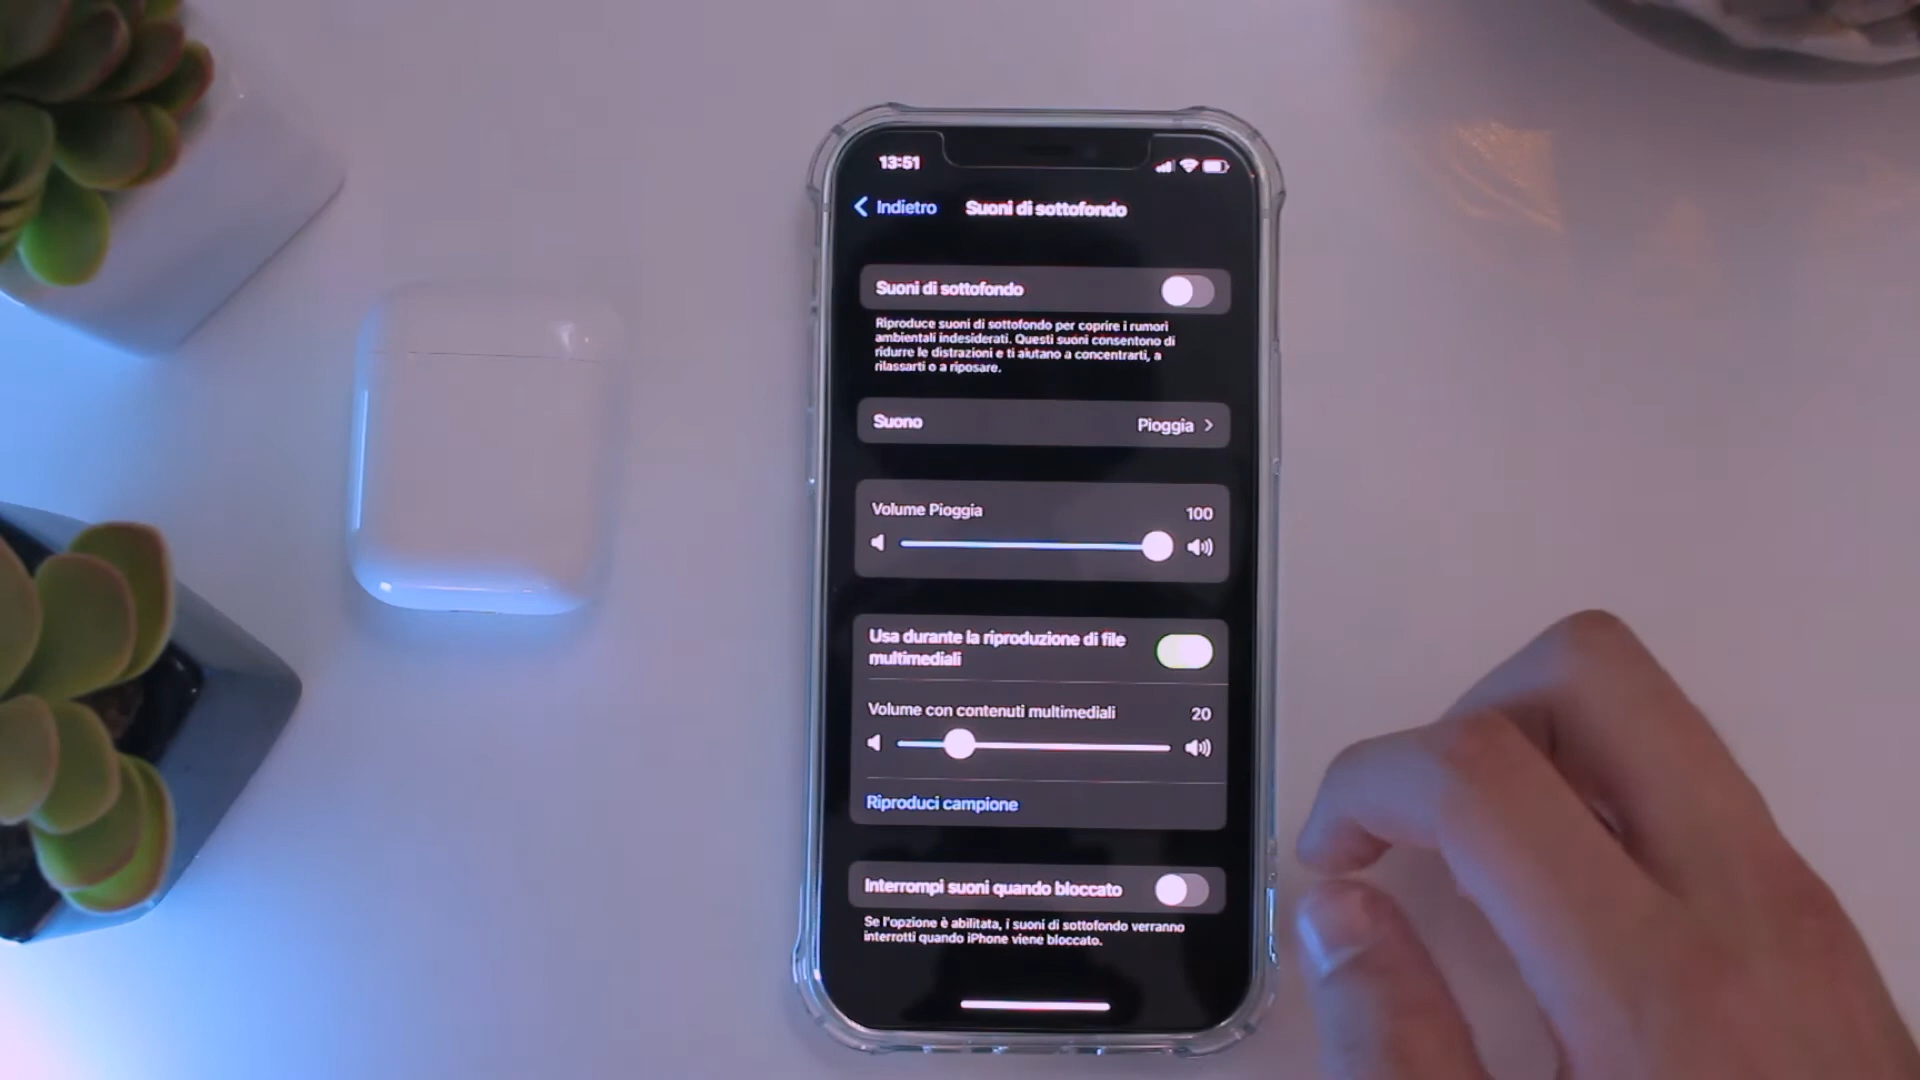 13:51
Indietro
Suoni di sottofondo
Suoni di sottofondo
Riproduce suoni di sottofondo per coprire i rumori
ambientali indesiderati. Questi suoni consentono di
ridurre le distrazioni e ti aiutano a concentrarti, a
rilassarti o a riposare.
Suono Pioggia
Volume Pioggia 100
Usa durante la riproduzione di file
multimediali
Volume con contenuti multimediali 20
Riproduci campione
Interrompi suoni quando bloccato
Se l'opzione è abilitata, i suoni di sottofondo verranno
interrotti quando iPhone viene bloccato.